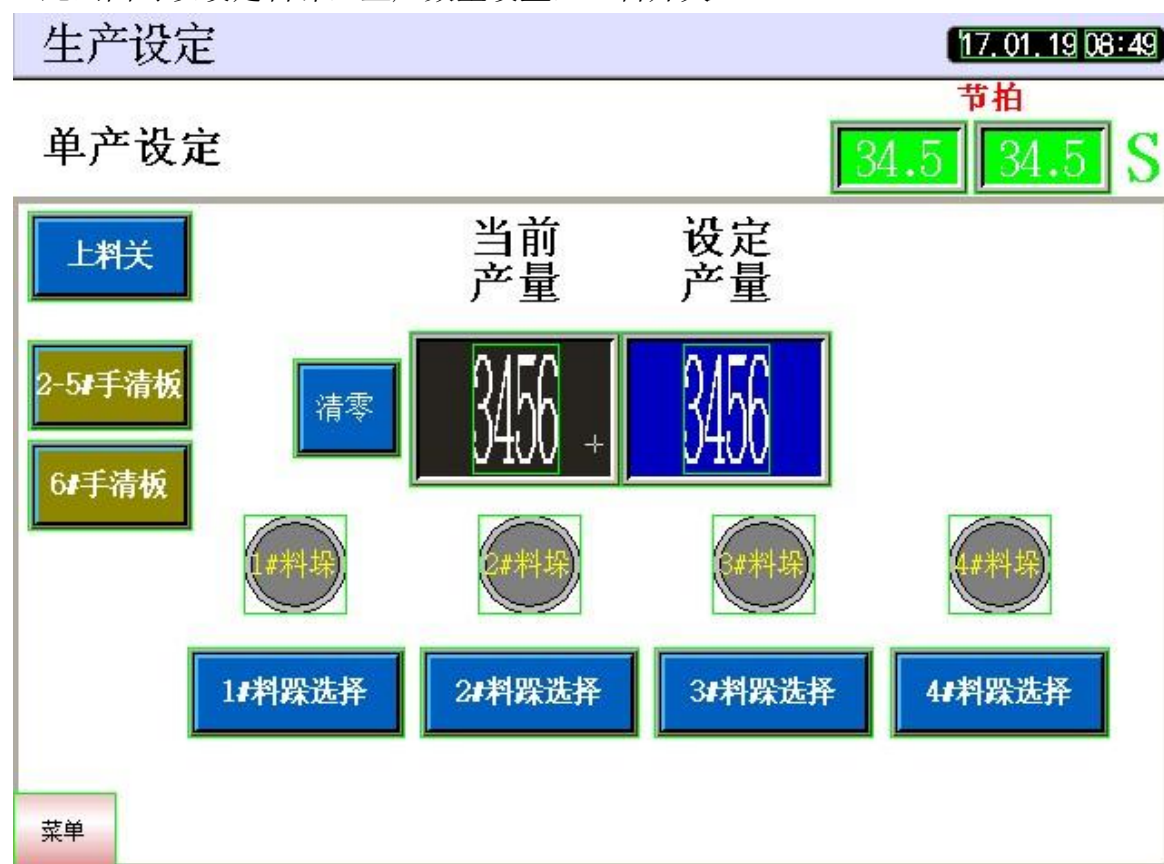 生产设定
17.01.19 08:49
节拍
单产设定
34.5 34.5 S
上料关
当前
产量
设定
产量
2-5#手清板
清零
3456
3456
6#手清板
1#料垛
2#料垛
3#料垛
4#料垛
1#料跺选择
2#料跺选择
3#料跺选择
4#料跺选择
菜单